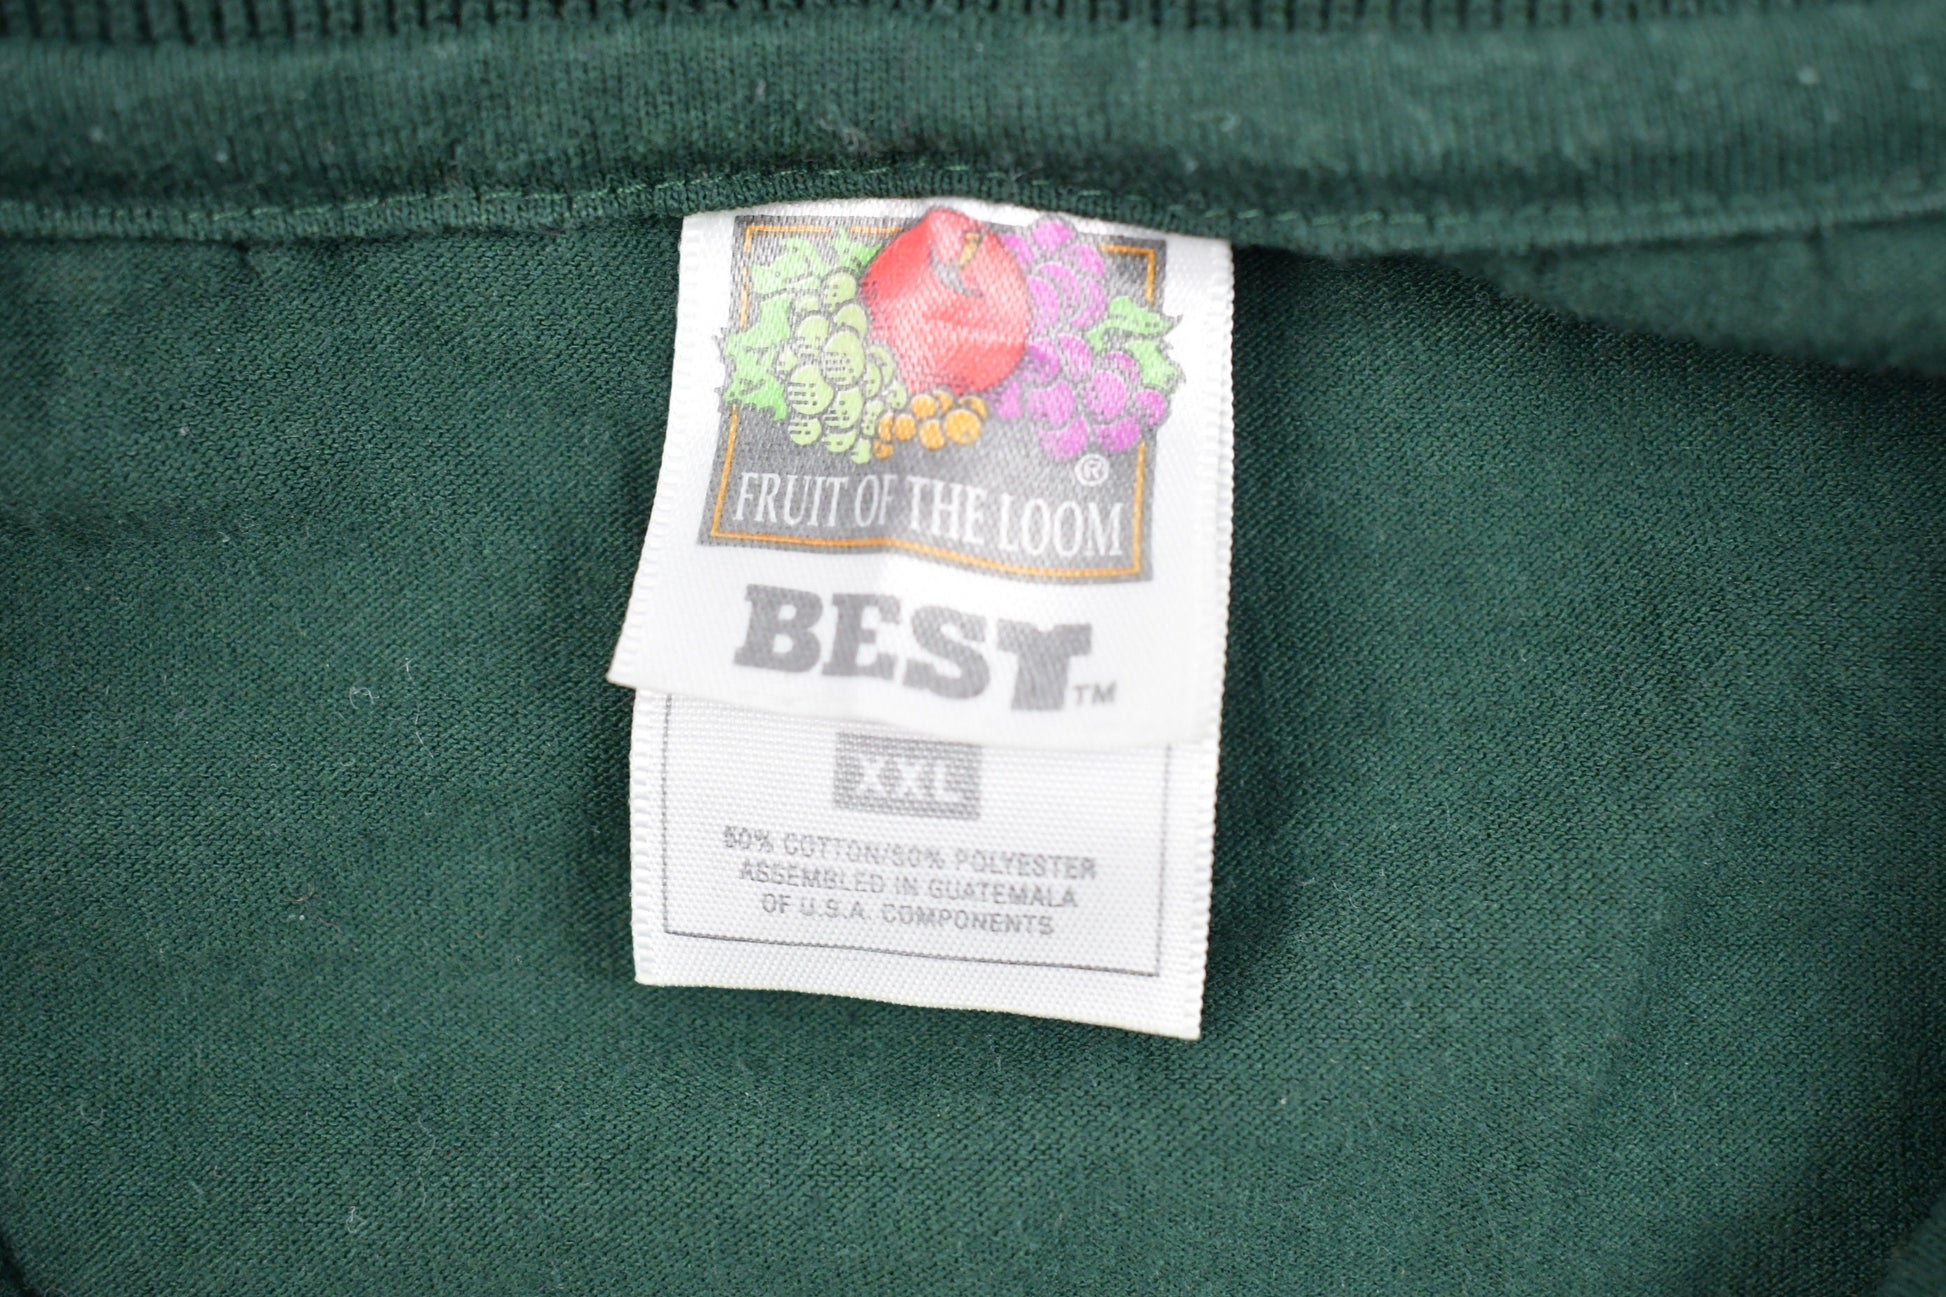 ®
FRUIT OF THE LOOM
BEST™
XXL
50% COTTON/50% POLYESTER
ASSEMBLED IN GUATEMALA
OF U.S.A. COMPONENTS